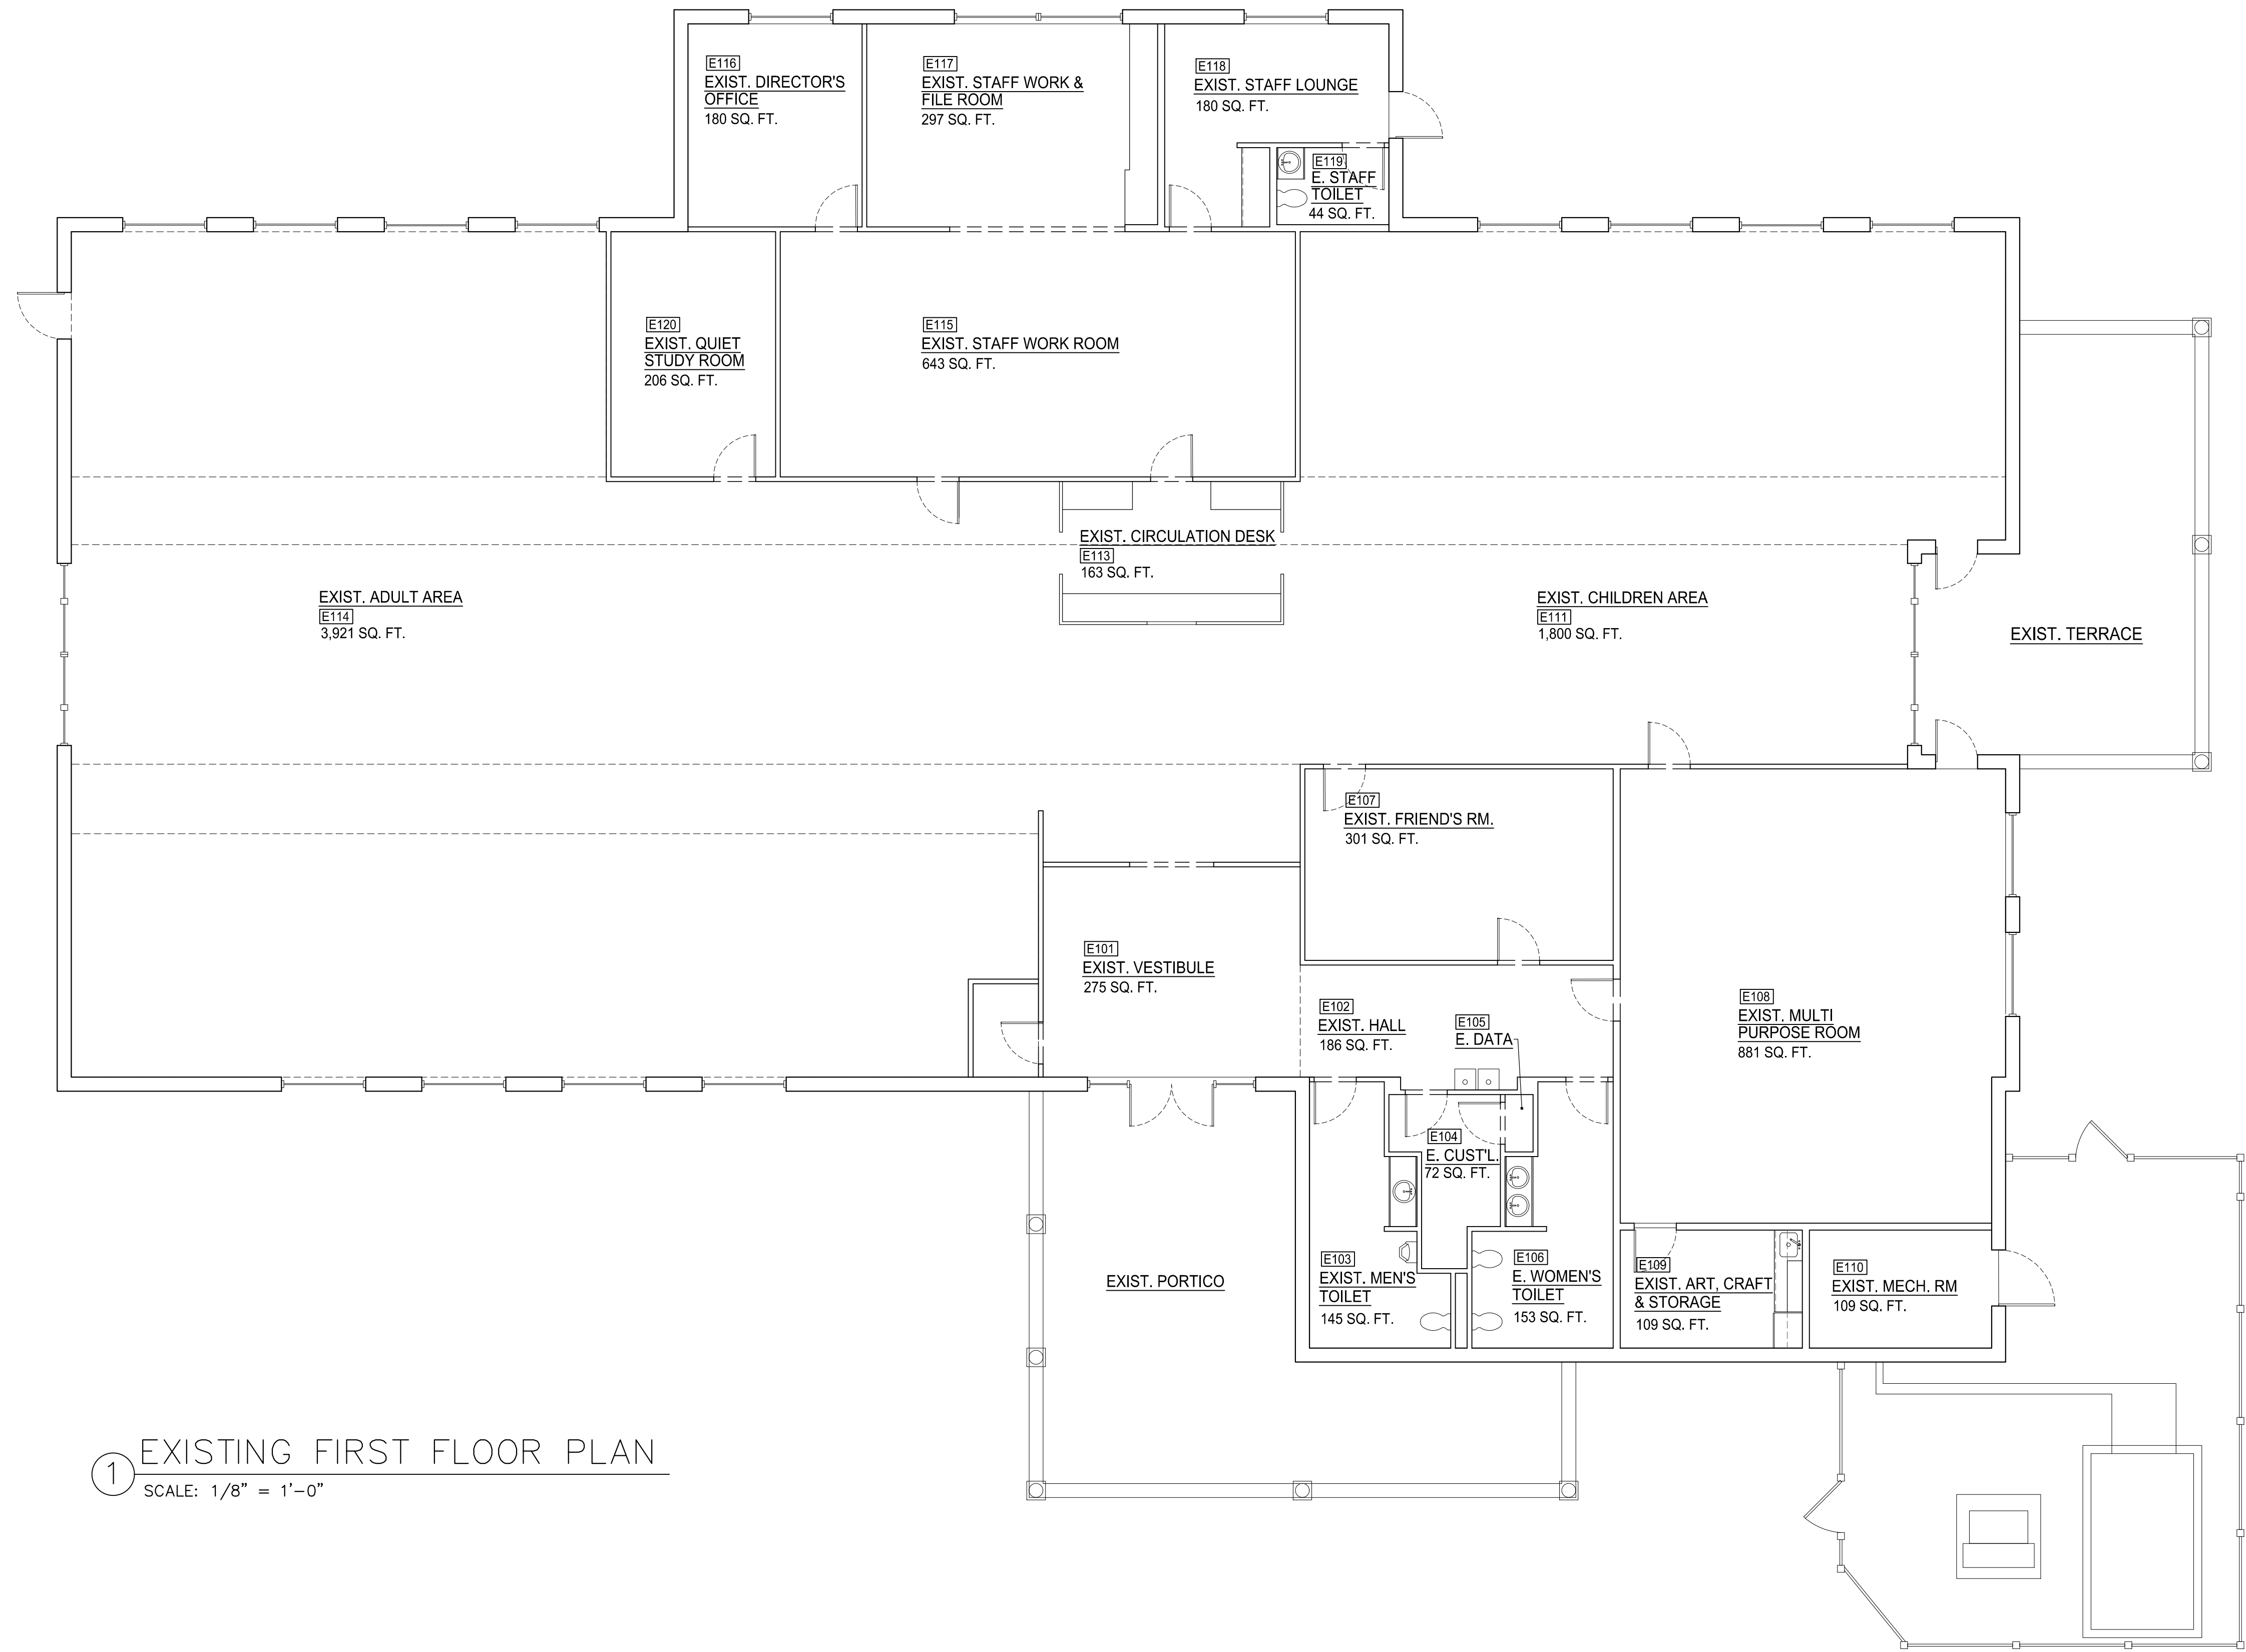 E116
EXIST. DIRECTOR'S
OFFICE
180 SQ. FT.
E117
EXIST. STAFF WORK &
FILE ROOM
297 SQ. FT.
E118
EXIST. STAFF LOUNGE
180 SQ. FT.
E119
E. STAFF
TOILET
44 SQ. FT.
E120
EXIST. QUIET
STUDY ROOM
206 SQ. FT.
E115
EXIST. STAFF WORK ROOM
643 SQ. FT.
EXIST. CIRCULATION DESK
E113
163 SQ. FT.
EXIST. ADULT AREA
E114
3,921 SQ. FT.
EXIST. CHILDREN AREA
E111
1,800 SQ. FT.
EXIST. TERRACE
E107
EXIST. FRIEND'S RM.
301 SQ. FT.
E101
EXIST. VESTIBULE
275 SQ. FT.
E102
EXIST. HALL
186 SQ. FT.
E105
E. DATA
E108
EXIST. MULTI
PURPOSE ROOM
881 SQ. FT.
E104
E. CUST'L.
72 SQ. FT.
E103
EXIST. MEN'S
TOILET
145 SQ. FT.
E106
E. WOMEN'S
TOILET
153 SQ. FT.
E109
EXIST. ART, CRAFT
& STORAGE
109 SQ. FT.
E110
EXIST. MECH. RM
109 SQ. FT.
EXIST. PORTICO
1 EXISTING FIRST FLOOR PLAN
SCALE: 1/8" = 1'-0"